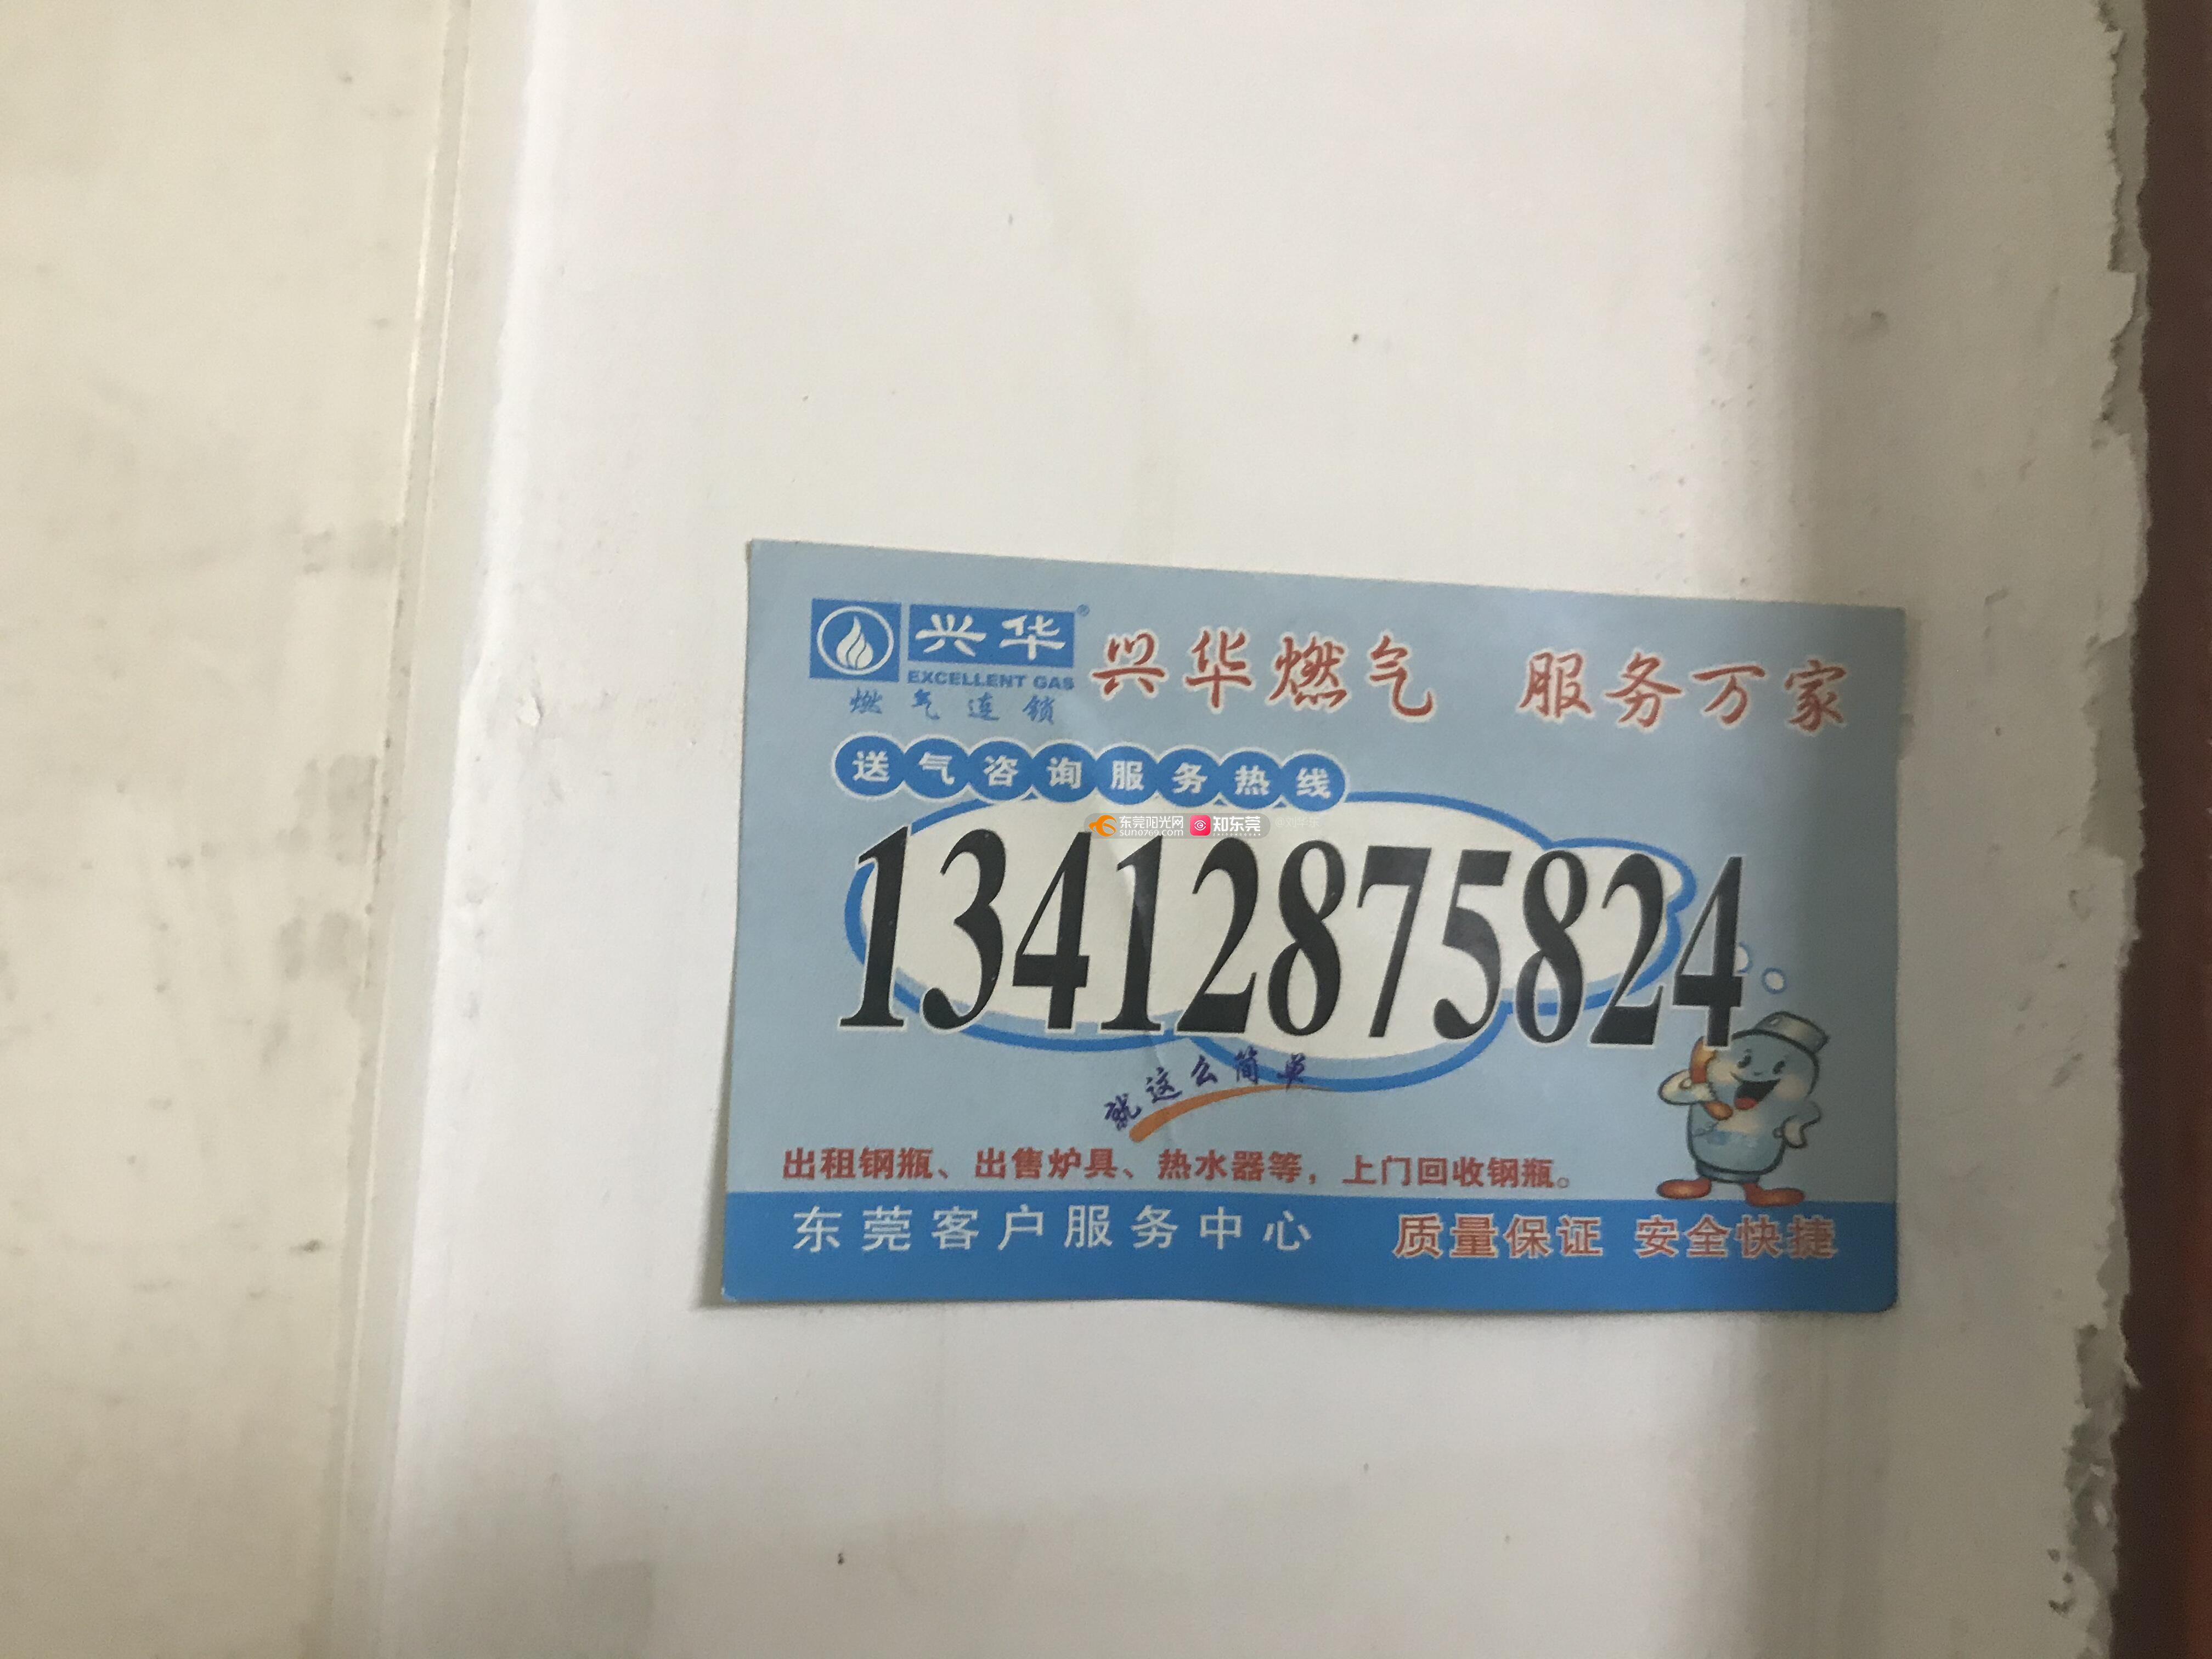 兴华®
EXCELLENT GAS
燃气连锁
兴华燃气 服务万家
送气咨询服务热线
东莞阳光网
sun0769.com
知东莞
13412875824
就这么简单
出租钢瓶、出售炉具、热水器等，上门回收钢瓶。
东莞客户服务中心 质量保证 安全快捷